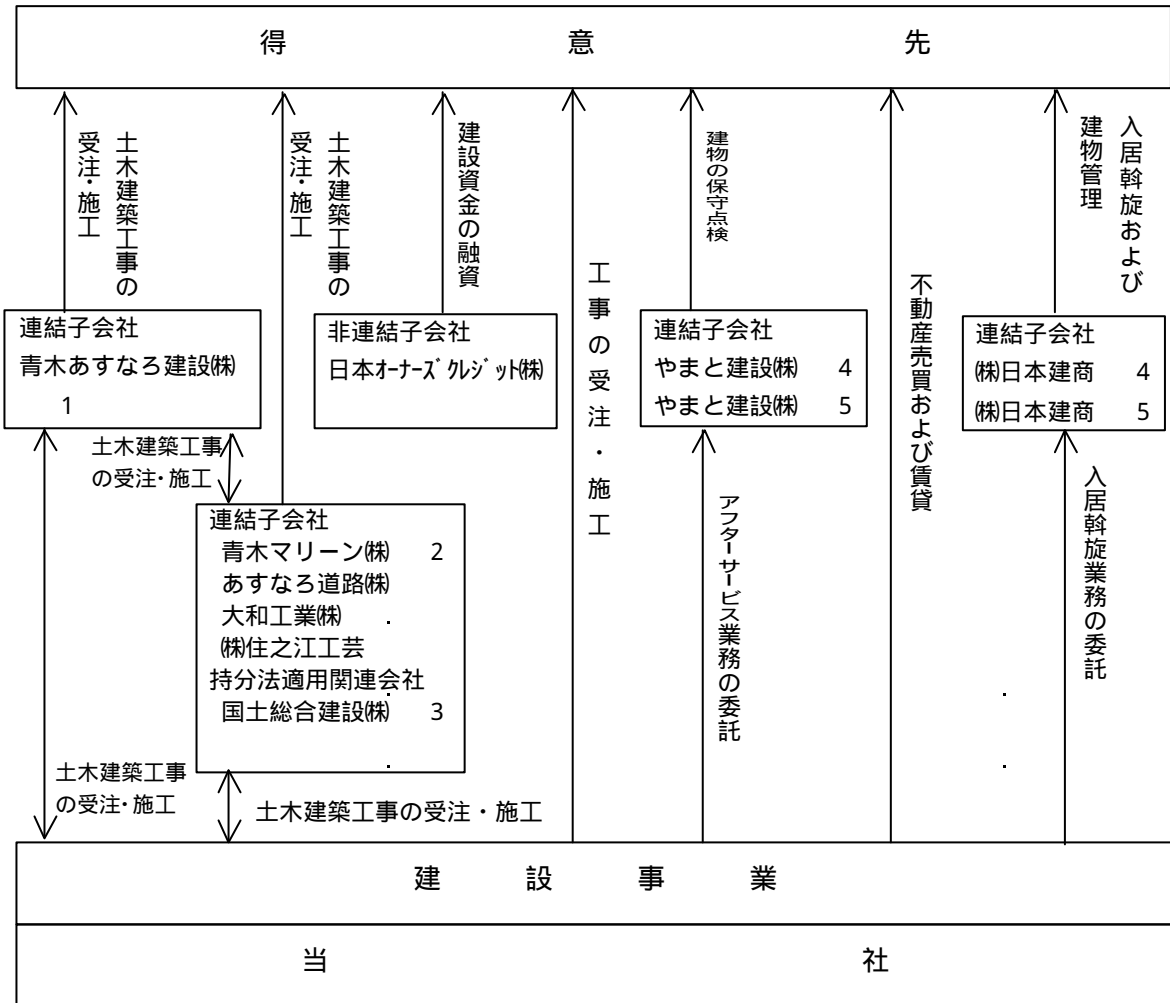 得意先
土木建築工事の
受注・施工
土木建築工事の
受注・施工
建設資金の融資
工事の受注・施工
建物の保守点検
不動産売買および賃貸
入居斡旋および
建物管理
連結子会社
青木あすなろ建設㈱
1
非連結子会社
日本オーナーズクレジット㈱
連結子会社
やまと建設㈱ 4
やまと建設㈱ 5
連結子会社
㈱日本建商 4
㈱日本建商 5
土木建築工事
の受注・施工
連結子会社
青木マリーン㈱ 2
あすなろ道路㈱
大和工業㈱
㈱住之江工芸
持分法適用関連会社
国土総合建設㈱ 3
アフターサービス業務の委託
入居斡旋業務の委託
土木建築工事
の受注・施工
土木建築工事の受注・施工
建設事業
当社